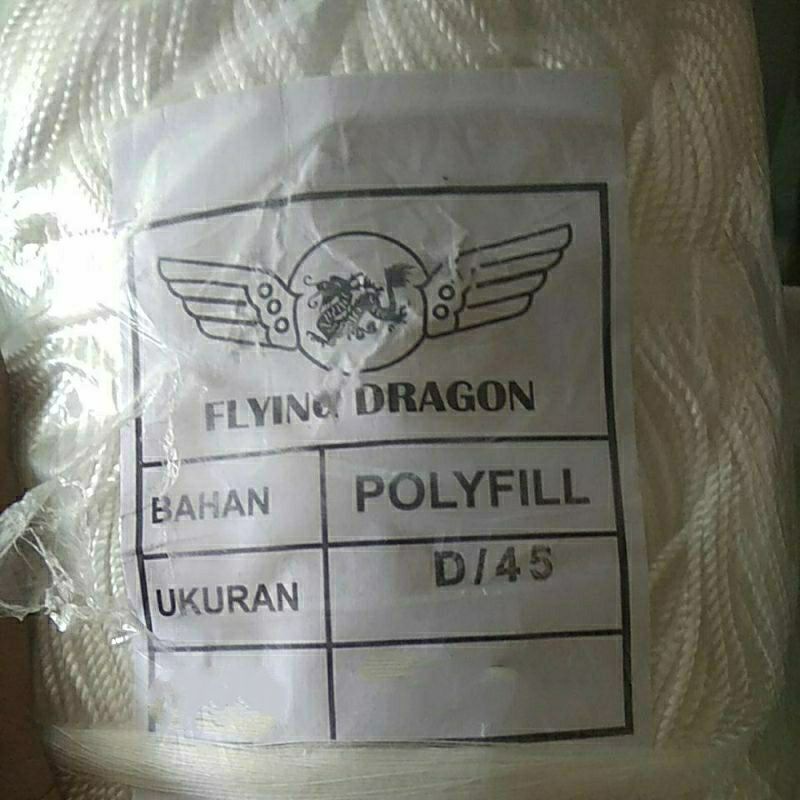 FLYING DRAGON
BAHAN POLYFILL
UKURAN D/45